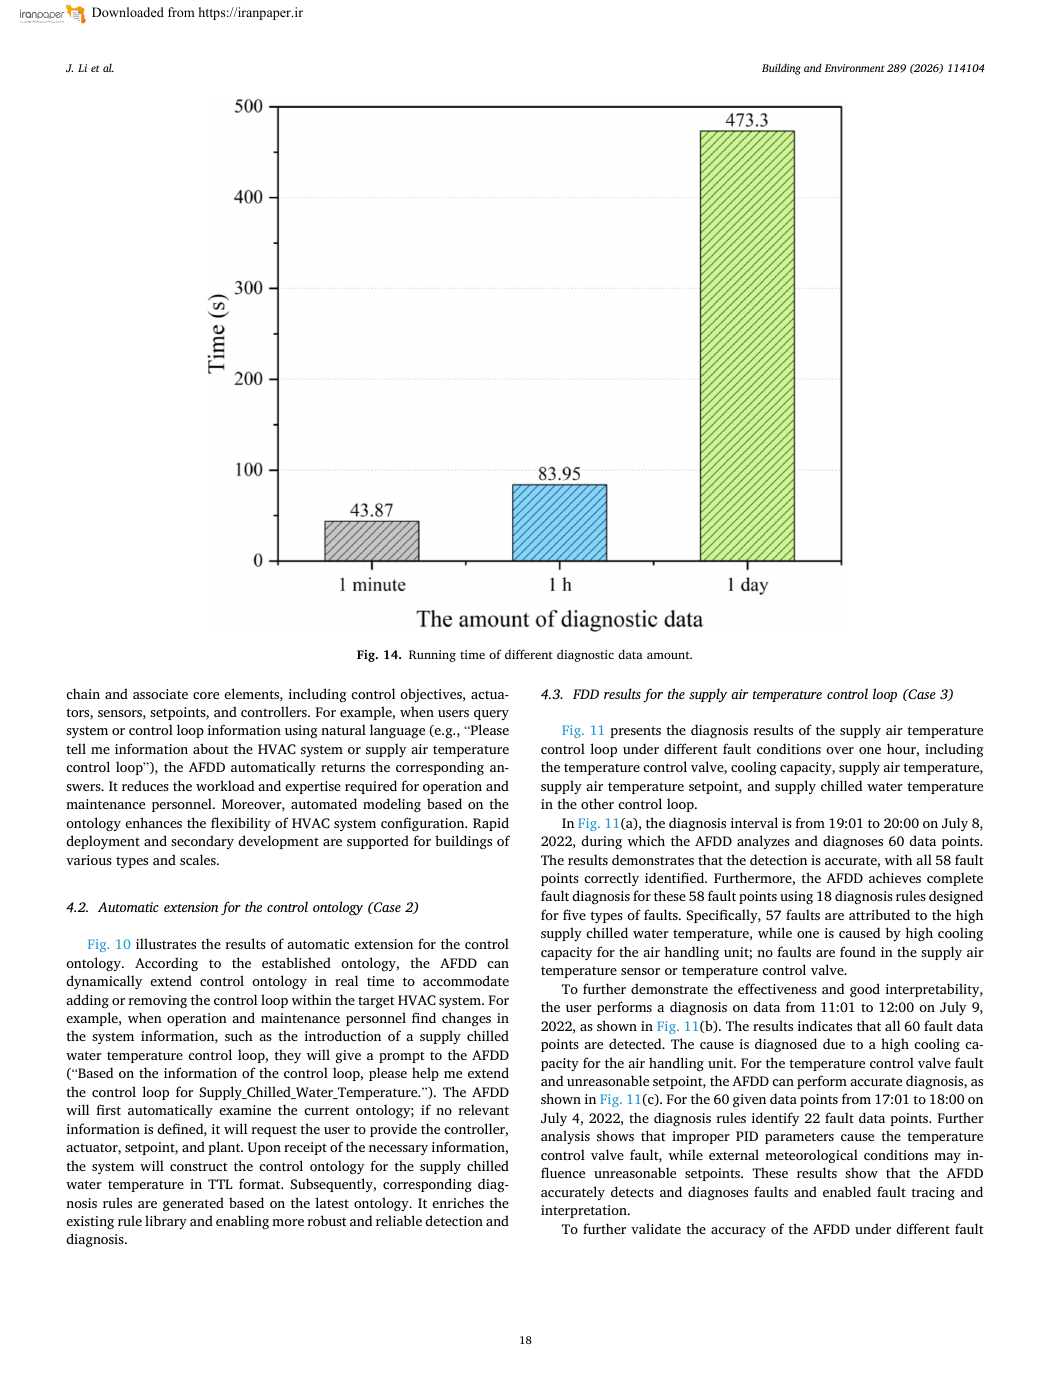 iranpaper
Downloaded from https://iranpaper.ir
J. Li et al.
Building and Environment 289 (2026) 114104
500
400
300
200
100
0
Time (s)
43.87
83.95
473.3
1 minute
1 h
1 day
The amount of diagnostic data
Fig. 14. Running time of different diagnostic data amount.
chain and associate core elements, including control objectives, actua-
tors, sensors, setpoints, and controllers. For example, when users query
system or control loop information using natural language (e.g., “Please
tell me information about the HVAC system or supply air temperature
control loop”), the AFDD automatically returns the corresponding an-
swers. It reduces the workload and expertise required for operation and
maintenance personnel. Moreover, automated modeling based on the
ontology enhances the flexibility of HVAC system configuration. Rapid
deployment and secondary development are supported for buildings of
various types and scales.
4.2. Automatic extension for the control ontology (Case 2)
Fig. 10 illustrates the results of automatic extension for the control
ontology. According to the established ontology, the AFDD can
dynamically extend control ontology in real time to accommodate
adding or removing the control loop within the target HVAC system. For
example, when operation and maintenance personnel find changes in
the system information, such as the introduction of a supply chilled
water temperature control loop, they will give a prompt to the AFDD
(“Based on the information of the control loop, please help me extend
the control loop for Supply_Chilled_Water_Temperature.”). The AFDD
will first automatically examine the current ontology; if no relevant
information is defined, it will request the user to provide the controller,
actuator, setpoint, and plant. Upon receipt of the necessary information,
the system will construct the control ontology for the supply chilled
water temperature in TTL format. Subsequently, corresponding diag-
nosis rules are generated based on the latest ontology. It enriches the
existing rule library and enabling more robust and reliable detection and
diagnosis.
4.3. FDD results for the supply air temperature control loop (Case 3)
Fig. 11 presents the diagnosis results of the supply air temperature
control loop under different fault conditions over one hour, including
the temperature control valve, cooling capacity, supply air temperature,
supply air temperature setpoint, and supply chilled water temperature
in the other control loop.
In Fig. 11(a), the diagnosis interval is from 19:01 to 20:00 on July 8,
2022, during which the AFDD analyzes and diagnoses 60 data points.
The results demonstrates that the detection is accurate, with all 58 fault
points correctly identified. Furthermore, the AFDD achieves complete
fault diagnosis for these 58 fault points using 18 diagnosis rules designed
for five types of faults. Specifically, 57 faults are attributed to the high
supply chilled water temperature, while one is caused by high cooling
capacity for the air handling unit; no faults are found in the supply air
temperature sensor or temperature control valve.
To further demonstrate the effectiveness and good interpretability,
the user performs a diagnosis on data from 11:01 to 12:00 on July 9,
2022, as shown in Fig. 11(b). The results indicates that all 60 fault data
points are detected. The cause is diagnosed due to a high cooling ca-
pacity for the air handling unit. For the temperature control valve fault
and unreasonable setpoint, the AFDD can perform accurate diagnosis, as
shown in Fig. 11(c). For the 60 given data points from 17:01 to 18:00 on
July 4, 2022, the diagnosis rules identify 22 fault data points. Further
analysis shows that improper PID parameters cause the temperature
control valve fault, while external meteorological conditions may in-
fluence unreasonable setpoints. These results show that the AFDD
accurately detects and diagnoses faults and enabled fault tracing and
interpretation.
To further validate the accuracy of the AFDD under different fault
18